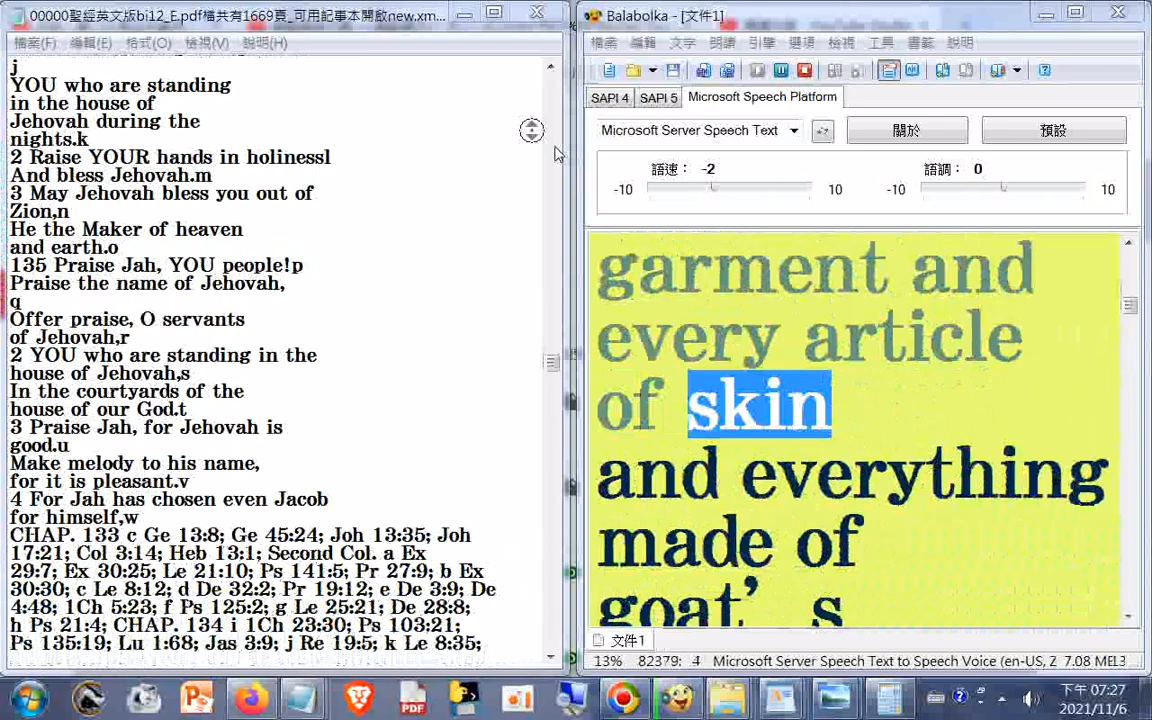 00000聖經英文版bi12_E.pdf檔共有1669頁_可用記事本開啟new.xm...
檔案(F) 編輯(E) 格式(O) 檢視(V) 說明(H)
j
YOU who are standing
in the house of
Jehovah during the
nights.k
2 Raise YOUR hands in holinessl
And bless Jehovah.m
3 May Jehovah bless you out of
Zion,n
He the Maker of heaven
and earth.o
135 Praise Jah, YOU people!p
Praise the name of Jehovah,
q
Offer praise, O servants
of Jehovah,r
2 YOU who are standing in the
house of Jehovah,s
In the courtyards of the
house of our God.t
3 Praise Jah, for Jehovah is
good.u
Make melody to his name,
for it is pleasant.v
4 For Jah has chosen even Jacob
for himself,w
CHAP. 133 c Ge 13:8; Ge 45:24; Joh 13:35; Joh
17:21; Col 3:14; Heb 13:1; Second Col. a Ex
29:7; Ex 30:25; Le 21:10; Ps 141:5; Pr 27:9; b Ex
30:30; c Le 8:12; d De 32:2; Pr 19:12; e De 3:9; De
4:48; 1Ch 5:23; f Ps 125:2; g Le 25:21; De 28:8;
h Ps 21:4; CHAP. 134 i 1Ch 23:30; Ps 103:21;
Ps 135:19; Lu 1:68; Jas 3:9; j Re 19:5; k Le 8:35;
Balabolka - [文件1]
檔案 編輯 文字 朗讀 引擎 選項 檢視 工具 書籤 說明
SAPI 4 SAPI 5 Microsoft Speech Platform
Microsoft Server Speech Text 關於 預設
語速： -2 語調： 0
-10 10 -10 10
garment and
every article
of skin
and everything
made of
goat’s
文件1
13% 82379: 4 Microsoft Server Speech Text to Speech Voice (en-US, Z 7.08 MB
PDF
下午 07:27
2021/11/6